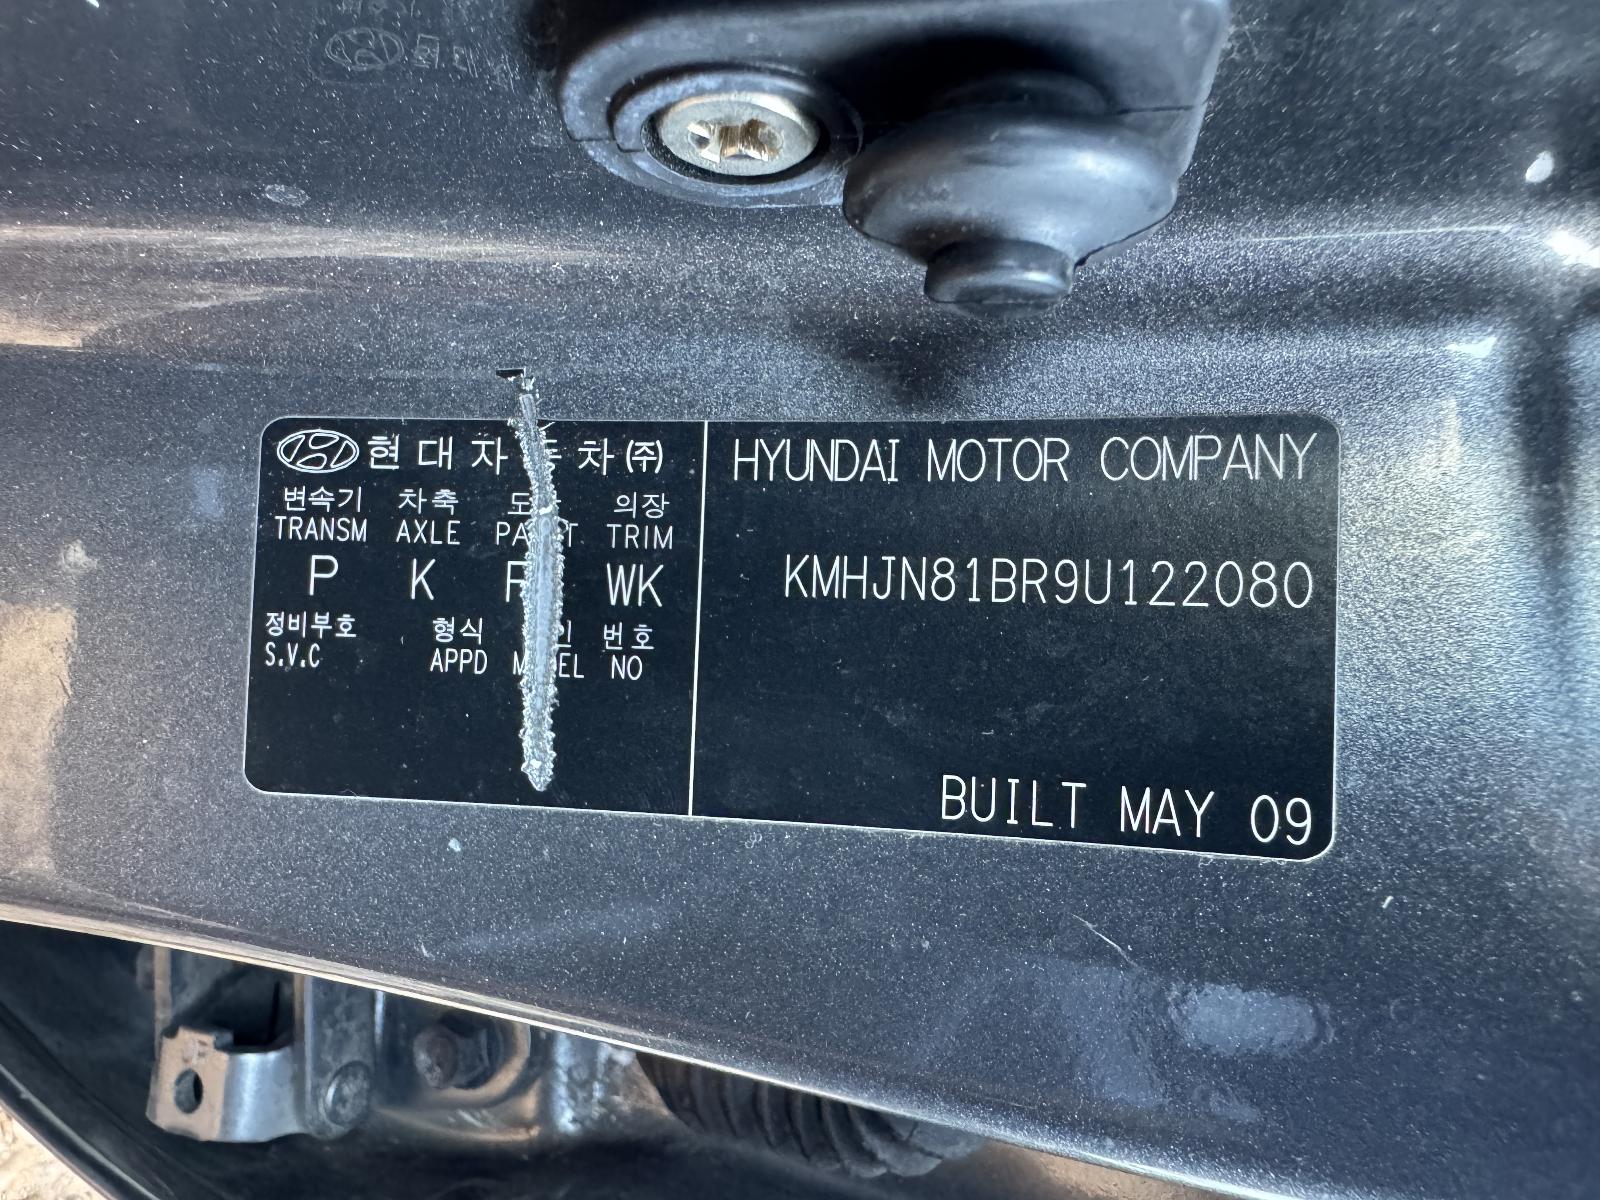 현대자동차(주)
변속기 차축 의장
TRANSM AXLE TRIM
P K WK
정비부호 형식 번호
S.V.C APPD NO
HYUNDAI MOTOR COMPANY
KMHJN81BR9U122080
BUILT MAY 09